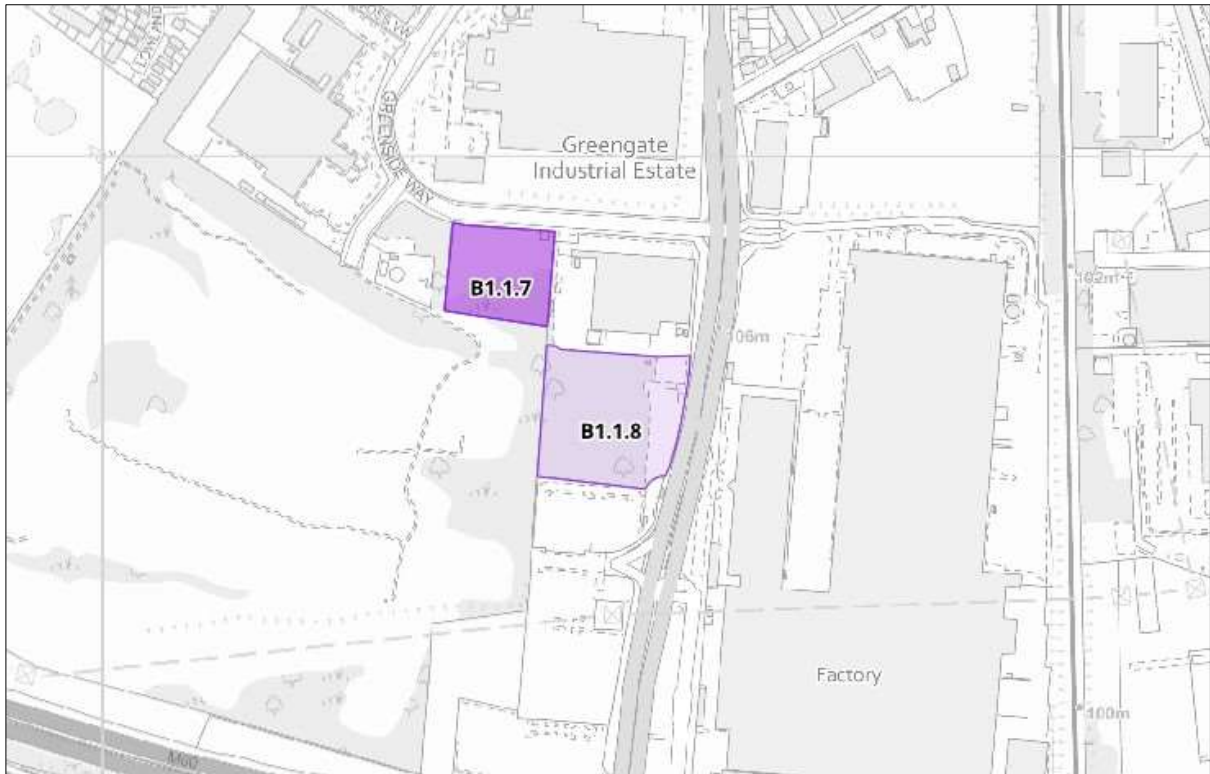 GREENSIDE WAY
Greengate
Industrial Estate
B1.1.7
102m
106m
B1.1.8
Factory
100m
M60